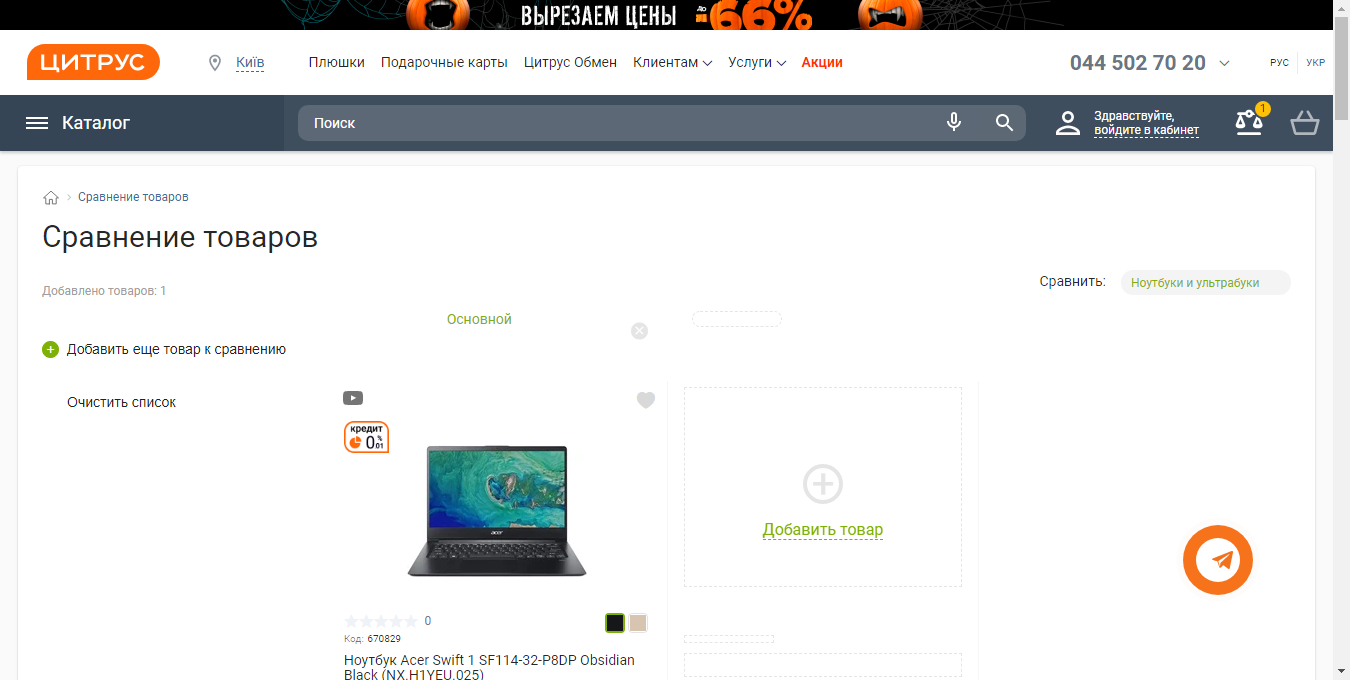 ВЫРЕЗАЕМ ЦЕНЫ до 66%
ЦИТРУС
Київ
Плюшки Подарочные карты Цитрус Обмен Клиентам Услуги Акции
044 502 70 20
РУС УКР
Каталог
Поиск
Здравствуйте,
войдите в кабинет
1
Сравнение товаров
Сравнение товаров
Добавлено товаров: 1
Сравнить: Ноутбуки и ультрабуки
Основной
Добавить еще товар к сравнению
Очистить список
кредит
0.01%
acer
Добавить товар
0
Код: 670829
Ноутбук Acer Swift 1 SF114-32-P8DP Obsidian
Black (NX.H1YEU.025)